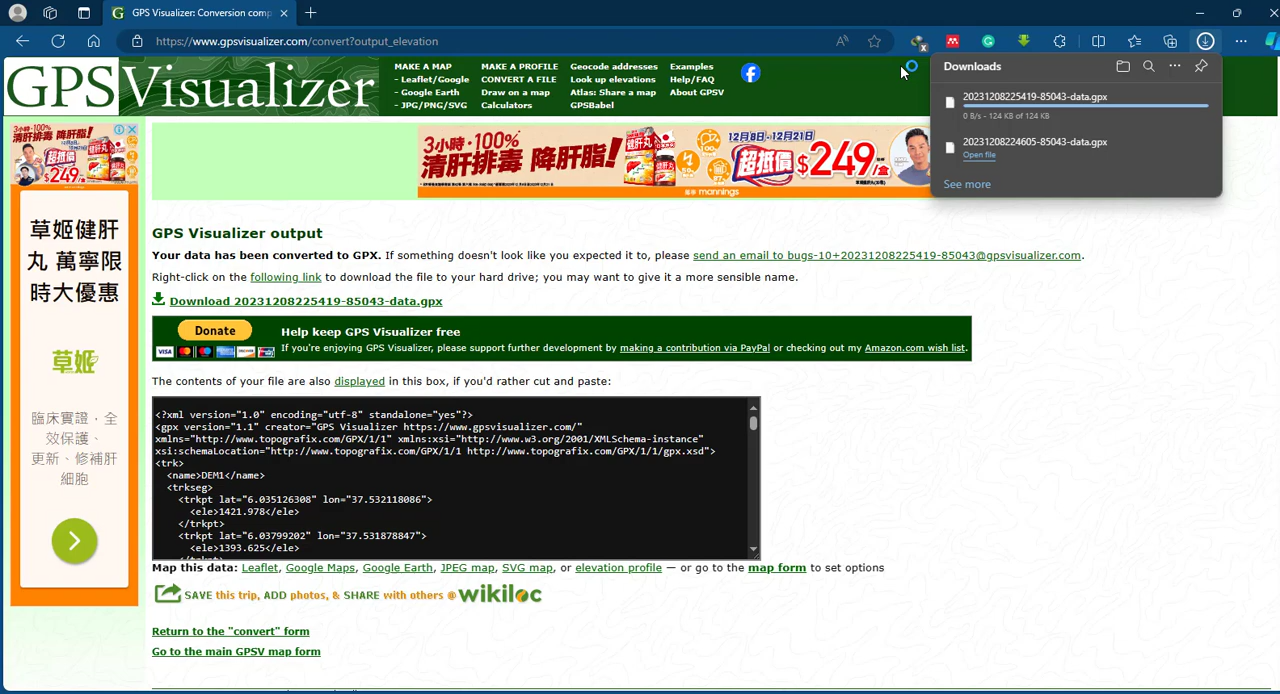 GPS Visualizer: Conversion comp
https://www.gpsvisualizer.com/convert?output_elevation
GPSVisualizer
MAKE A MAP
- Leaflet/Google
- Google Earth
- JPEG/PNG/SVG
MAKE A PROFILE
CONVERT A FILE
Draw on a map
Calculators
Geocode addresses
Look up elevations
Atlas: Share a map
GPSBabel
Examples
Help/FAQ
About GPSV
Downloads
20231208225419-85043-data.gpx
0 B/s - 124 KB of 124 KB
20231208224605-85043-data.gpx
Open file
See more
3小時·100%
清肝排毒 降肝脂!
12月8日-12月21日
超抵價
$249/盒
萬寧 mannings
草姬健肝
丸 萬寧限
時大優惠
草姬
臨床實證·全
效保護、
更新、修補肝
細胞
GPS Visualizer output
Your data has been converted to GPX. If something doesn't look like you expected it to, please send an email to bugs-10+20231208225419-85043@gpsvisualizer.com.
Right-click on the following link to download the file to your hard drive; you may want to give it a more sensible name.
Download 20231208225419-85043-data.gpx
Donate
VISA
Help keep GPS Visualizer free
If you're enjoying GPS Visualizer, please support further development by making a contribution via PayPal or checking out my Amazon.com wish list.
The contents of your file are also displayed in this box, if you'd rather cut and paste:
<?xml version="1.0" encoding="utf-8" standalone="yes"?>
<gpx version="1.1" creator="GPS Visualizer https://www.gpsvisualizer.com/"
xmlns="http://www.topografix.com/GPX/1/1" xmlns:xsi="http://www.w3.org/2001/XMLSchema-instance"
xsi:schemaLocation="http://www.topografix.com/GPX/1/1 http://www.topografix.com/GPX/1/1/gpx.xsd">
<trk>
<name>DEM1</name>
<trkseg>
<trkpt lat="6.035126308" lon="37.532118086">
<ele>1421.978</ele>
</trkpt>
<trkpt lat="6.03799202" lon="37.531878847">
<ele>1393.625</ele>
Map this data: Leaflet, Google Maps, Google Earth, JPEG map, SVG map, or elevation profile — or go to the map form to set options
SAVE this trip, ADD photos, & SHARE with others @ wikiloc
Return to the "convert" form
Go to the main GPSV map form